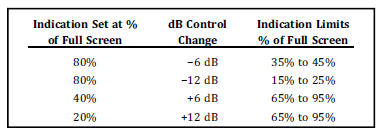 Indication Set at % dB Control Indication Limits
of Full Screen Change % of Full Screen
80% −6 dB 35% to 45%
80% −12 dB 15% to 25%
40% +6 dB 65% to 95%
20% +12 dB 65% to 95%